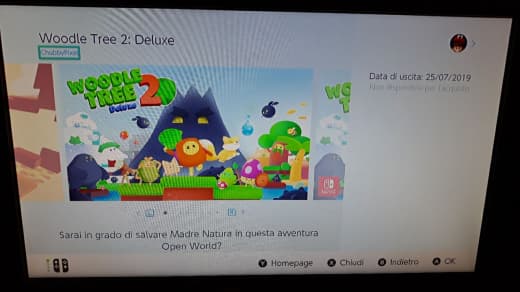 Woodle Tree 2: Deluxe
ChubbyPixel
WOODLE
TREE 2
Deluxe
WO
Data di uscita: 25/07/2019
Non disponibile per l'acquisto
L
R
Sarai in grado di salvare Madre Natura in questa avventura
Open World?
Y Homepage
X Chiudi
B Indietro
A OK